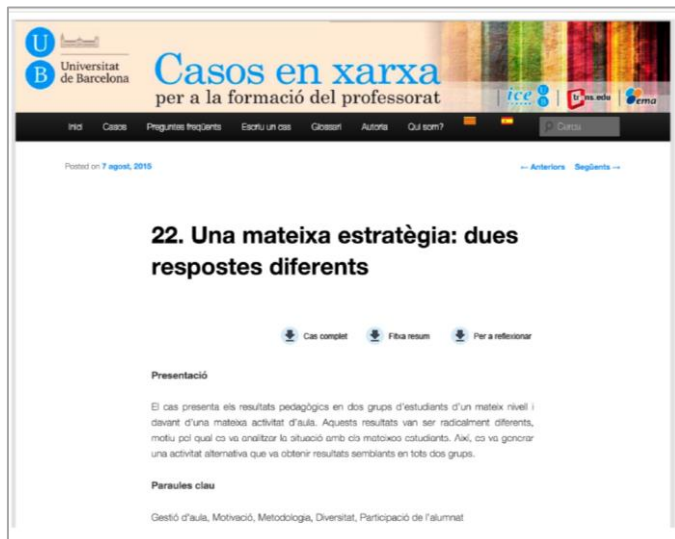 U
B
Universitat
de Barcelona
Casos en xarxa
per a la formació del professorat
ice
UB
Inici Casos Preguntes freqüents Escriu un cas Glossari Autoria Qui som? Cerca
Posted on 7 agost, 2015 ← Anteriors Següents →
22. Una mateixa estratègia: dues
respostes diferents
Cas complet Fitxa resum Per a reflexionar
Presentació
El cas presenta els resultats pedagògics en dos grups d'estudiants d'un mateix nivell i
davant d'una mateixa activitat d'aula. Aquests resultats van ser radicalment diferents,
motiu pel qual es va analitzar la situació amb els mateixos estudiants. Així, es va generar
una activitat alternativa que va obtenir resultats semblants en tots dos grups.
Paraules clau
Gestió d'aula, Motivació, Metodologia, Diversitat, Participació de l'alumnat